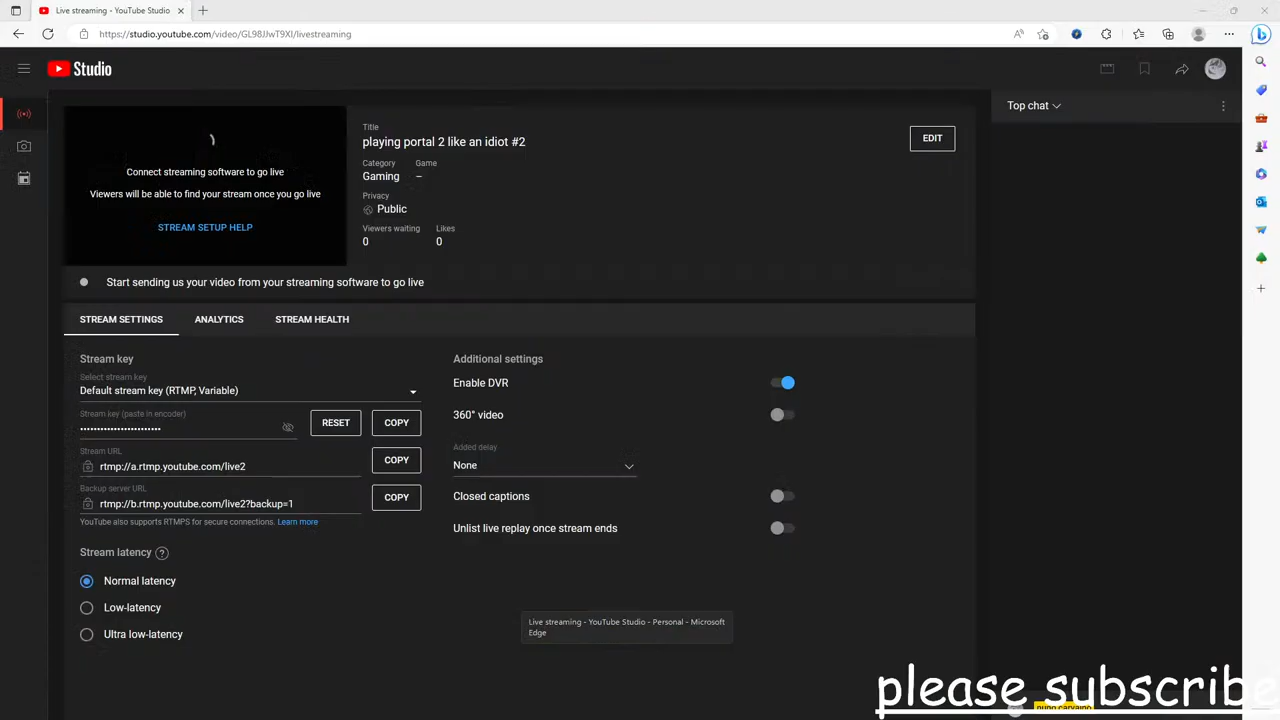 Live streaming - YouTube Studio
https://studio.youtube.com/video/GL98JJwT9XI/livestreaming
Studio
Connect streaming software to go live
Viewers will be able to find your stream once you go live
STREAM SETUP HELP
Title
playing portal 2 like an idiot #2
Category Game
Gaming –
Privacy
Public
Viewers waiting Likes
0 0
EDIT
Top chat
Start sending us your video from your streaming software to go live
STREAM SETTINGS ANALYTICS STREAM HEALTH
Stream key
Select stream key
Default stream key (RTMP, Variable)
Stream key (paste in encoder)
••••••••••••••••••••••••
RESET COPY
Stream URL
rtmp://a.rtmp.youtube.com/live2
COPY
Backup server URL
rtmp://b.rtmp.youtube.com/live2?backup=1
COPY
YouTube also supports RTMPS for secure connections. Learn more
Stream latency ?
Normal latency
Low-latency
Ultra low-latency
Additional settings
Enable DVR
360° video
Added delay
None
Closed captions
Unlist live replay once stream ends
Live streaming - YouTube Studio - Personal - Microsoft
Edge
please subscribe